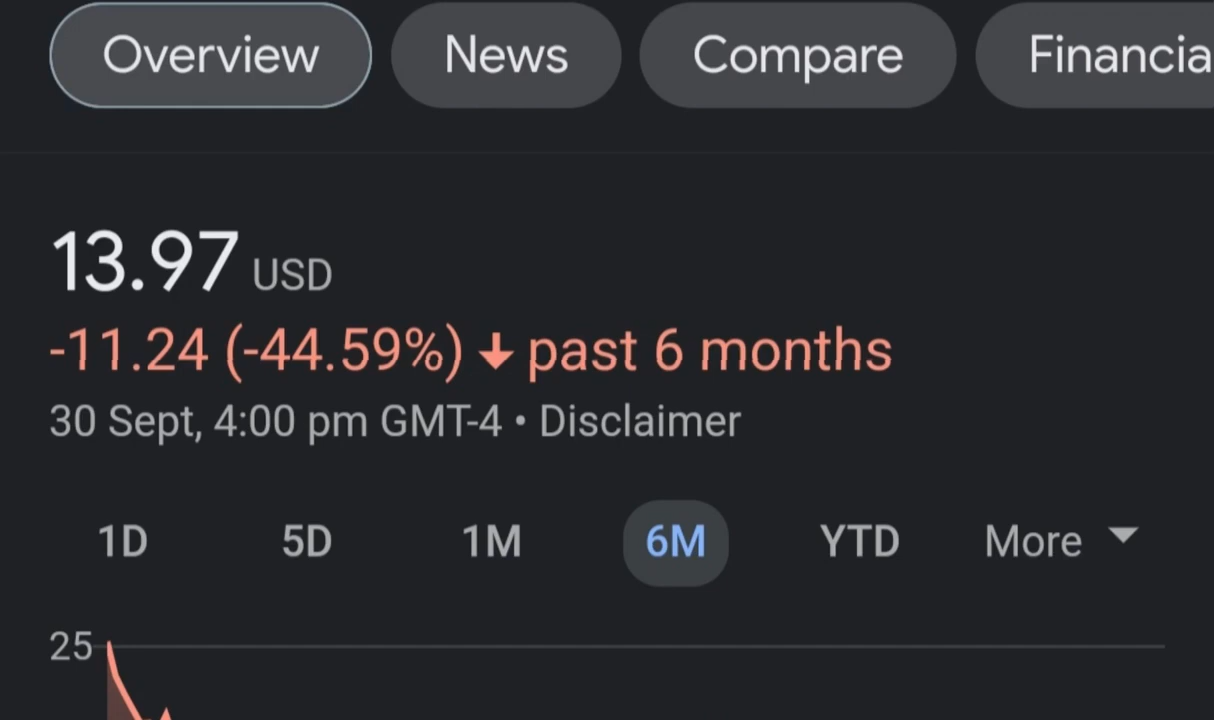 Overview News Compare Financia
13.97 USD
-11.24 (-44.59%) ↓ past 6 months
30 Sept, 4:00 pm GMT-4 • Disclaimer
1D 5D 1M 6M YTD More
25